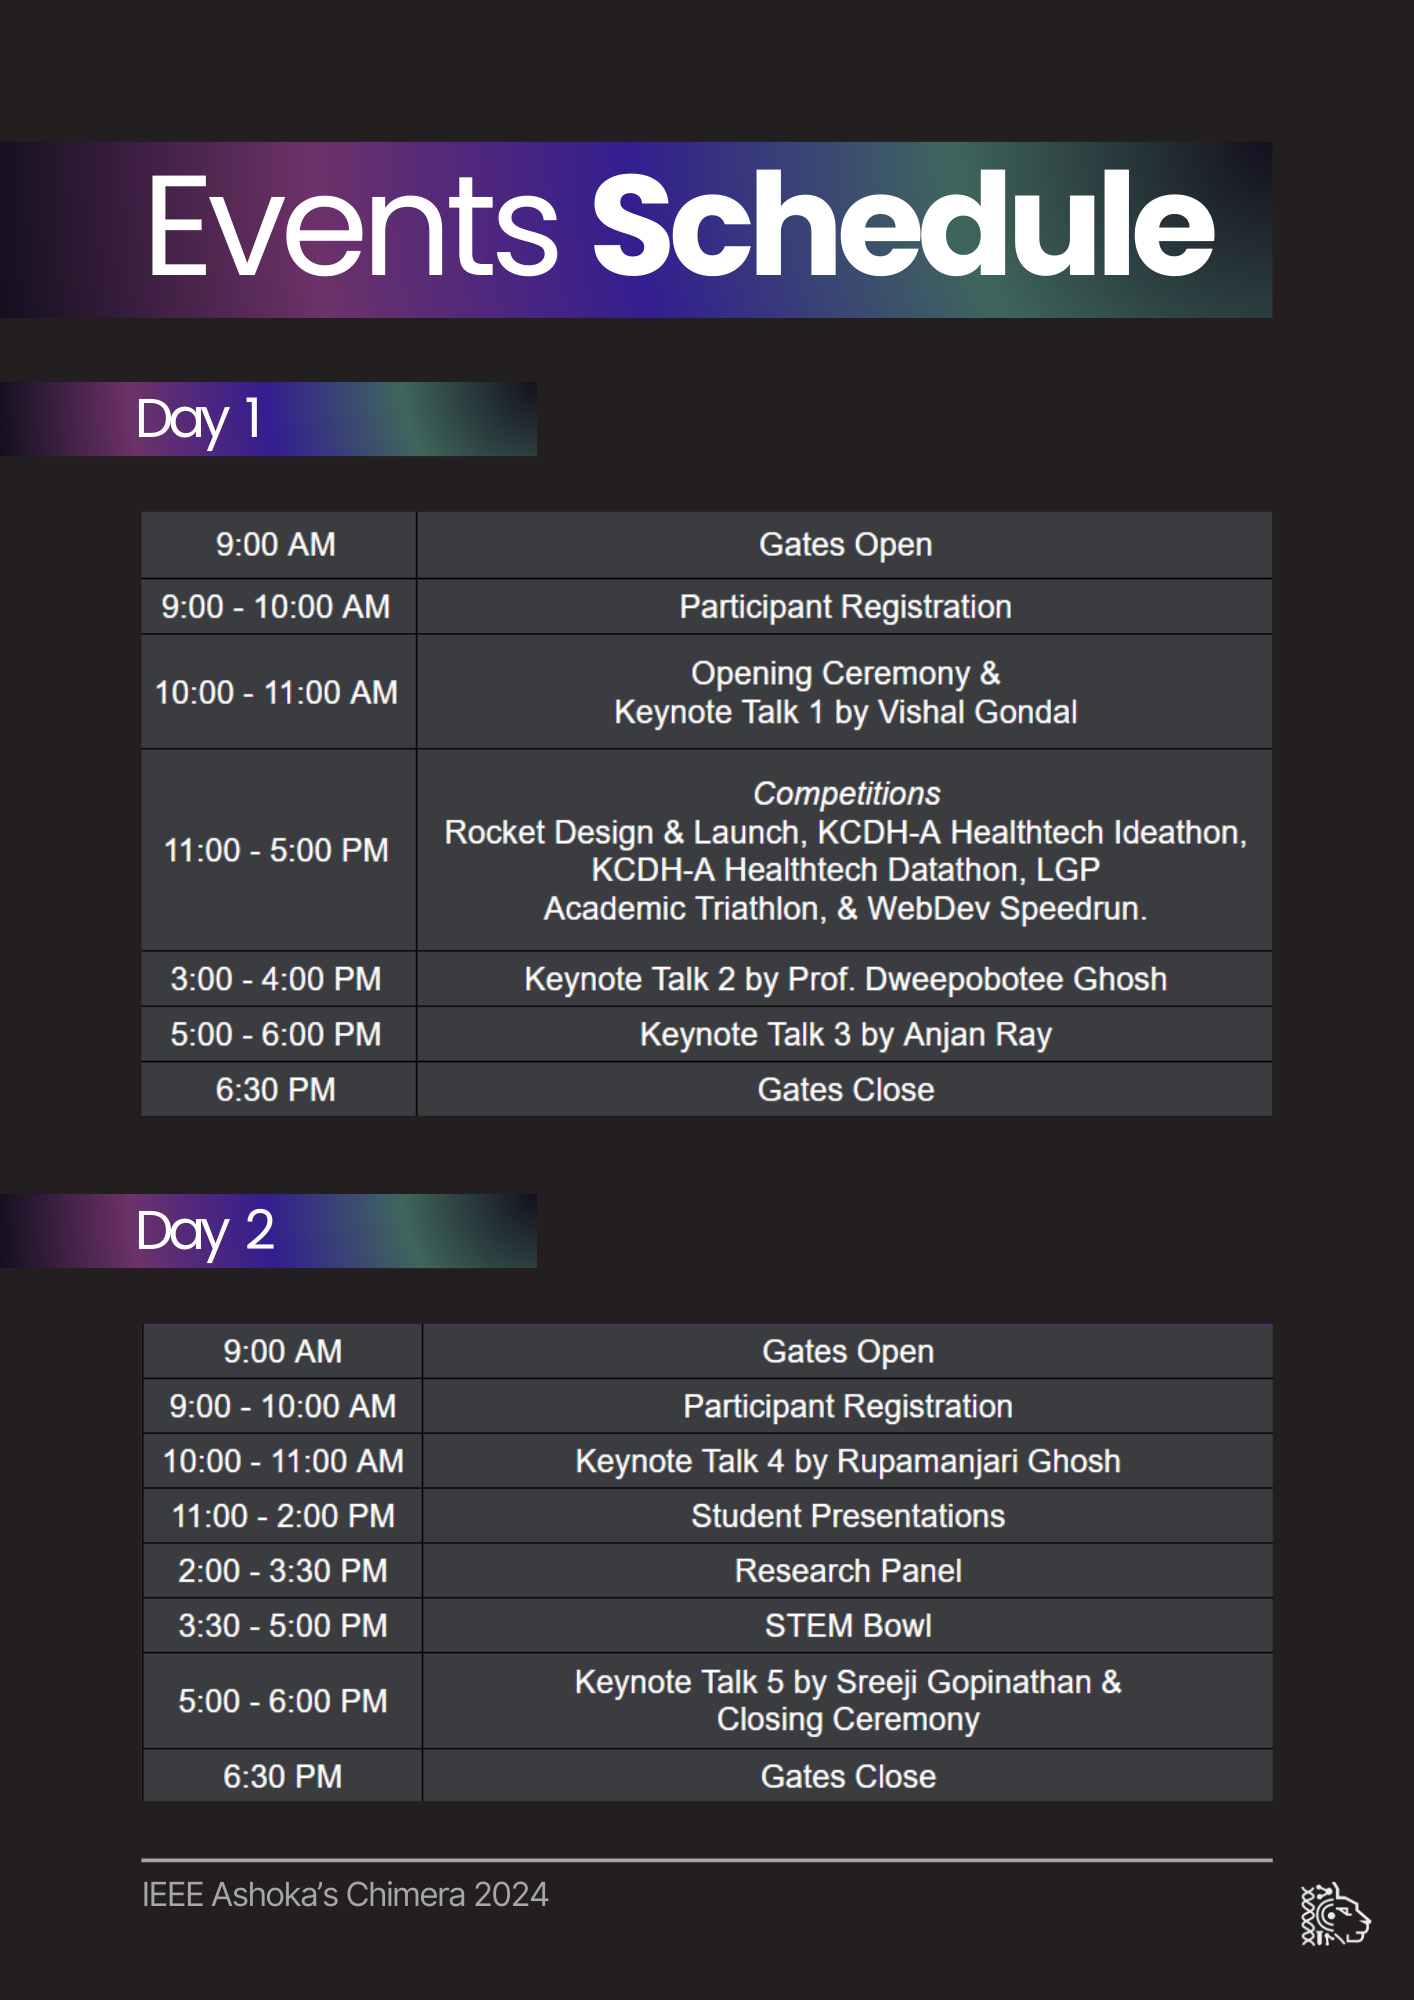 Events Schedule
Day 1
9:00 AM
Gates Open
9:00 - 10:00 AM
Participant Registration
10:00 - 11:00 AM
Opening Ceremony &
Keynote Talk 1 by Vishal Gondal
11:00 - 5:00 PM
Competitions
Rocket Design & Launch, KCDH-A Healthtech Ideathon,
KCDH-A Healthtech Datathon, LGP
Academic Triathlon, & WebDev Speedrun.
3:00 - 4:00 PM
Keynote Talk 2 by Prof. Dweepobotee Ghosh
5:00 - 6:00 PM
Keynote Talk 3 by Anjan Ray
6:30 PM
Gates Close
Day 2
9:00 AM
Gates Open
9:00 - 10:00 AM
Participant Registration
10:00 - 11:00 AM
Keynote Talk 4 by Rupamanjari Ghosh
11:00 - 2:00 PM
Student Presentations
2:00 - 3:30 PM
Research Panel
3:30 - 5:00 PM
STEM Bowl
5:00 - 6:00 PM
Keynote Talk 5 by Sreeji Gopinathan &
Closing Ceremony
6:30 PM
Gates Close
IEEE Ashoka’s Chimera 2024